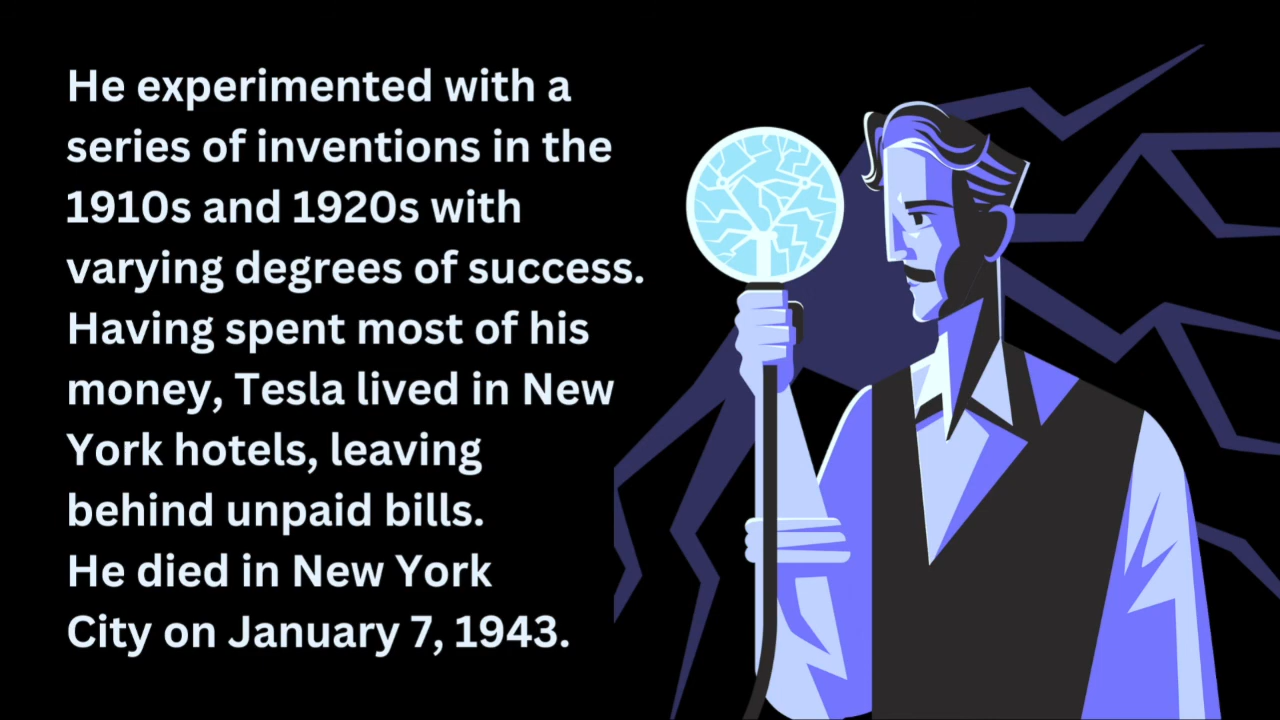 He experimented with a
series of inventions in the
1910s and 1920s with
varying degrees of success.
Having spent most of his
money, Tesla lived in New
York hotels, leaving
behind unpaid bills.
He died in New York
City on January 7, 1943.